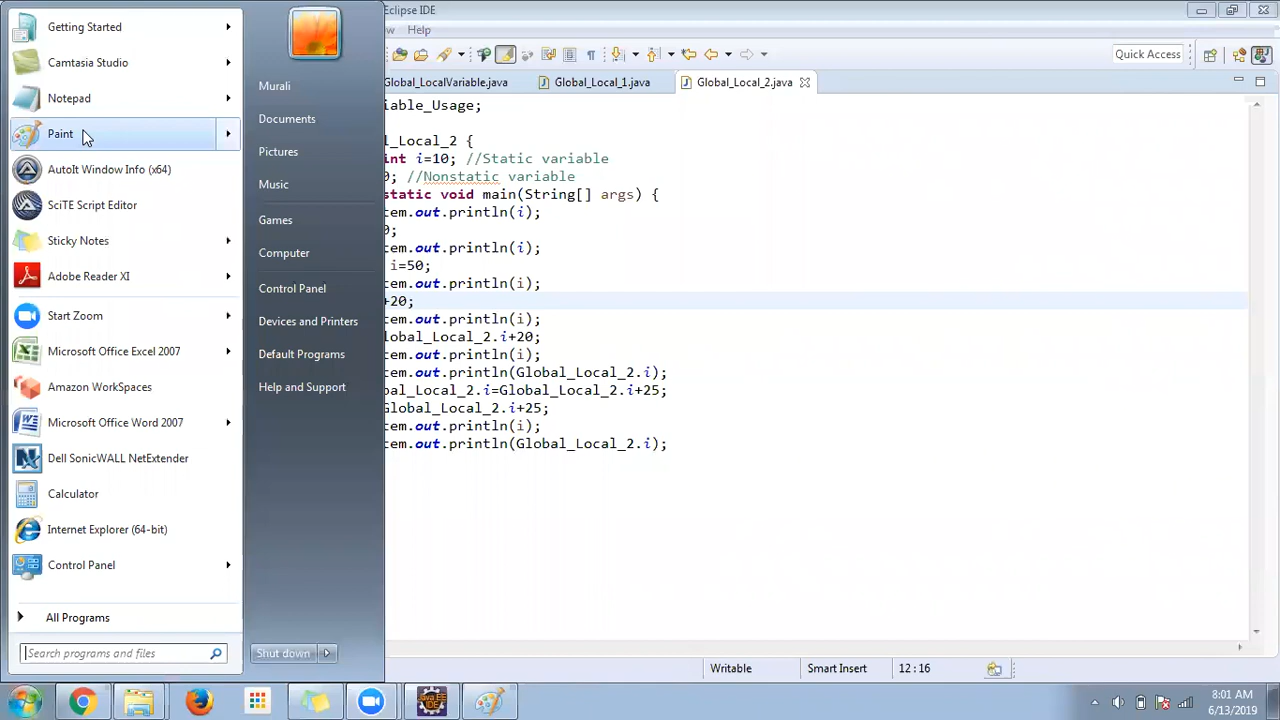 Eclipse IDE
Getting Started
Camtasia Studio
Notepad
Paint
AutoIt Window Info (x64)
SciTE Script Editor
Sticky Notes
Adobe Reader XI
Start Zoom
Microsoft Office Excel 2007
Amazon WorkSpaces
Microsoft Office Word 2007
Dell SonicWALL NetExtender
Calculator
Internet Explorer (64-bit)
Control Panel
All Programs
Search programs and files
Murali
Documents
Pictures
Music
Games
Computer
Control Panel
Devices and Printers
Default Programs
Help and Support
Shut down
w Help
Quick Access
Global_LocalVariable.java Global_Local_1.java Global_Local_2.java
iable_Usage;
l_Local_2 {
int i=10; //Static variable
0; //Nonstatic variable
static void main(String[] args) {
tem.out.println(i);
0;
tem.out.println(i);
i=50;
tem.out.println(i);
+20;
tem.out.println(i);
lobal_Local_2.i+20;
tem.out.println(i);
tem.out.println(Global_Local_2.i);
bal_Local_2.i=Global_Local_2.i+25;
Global_Local_2.i+25;
tem.out.println(i);
tem.out.println(Global_Local_2.i);
Writable Smart Insert 12:16
Java EE
IDE
8:01 AM
6/13/2019